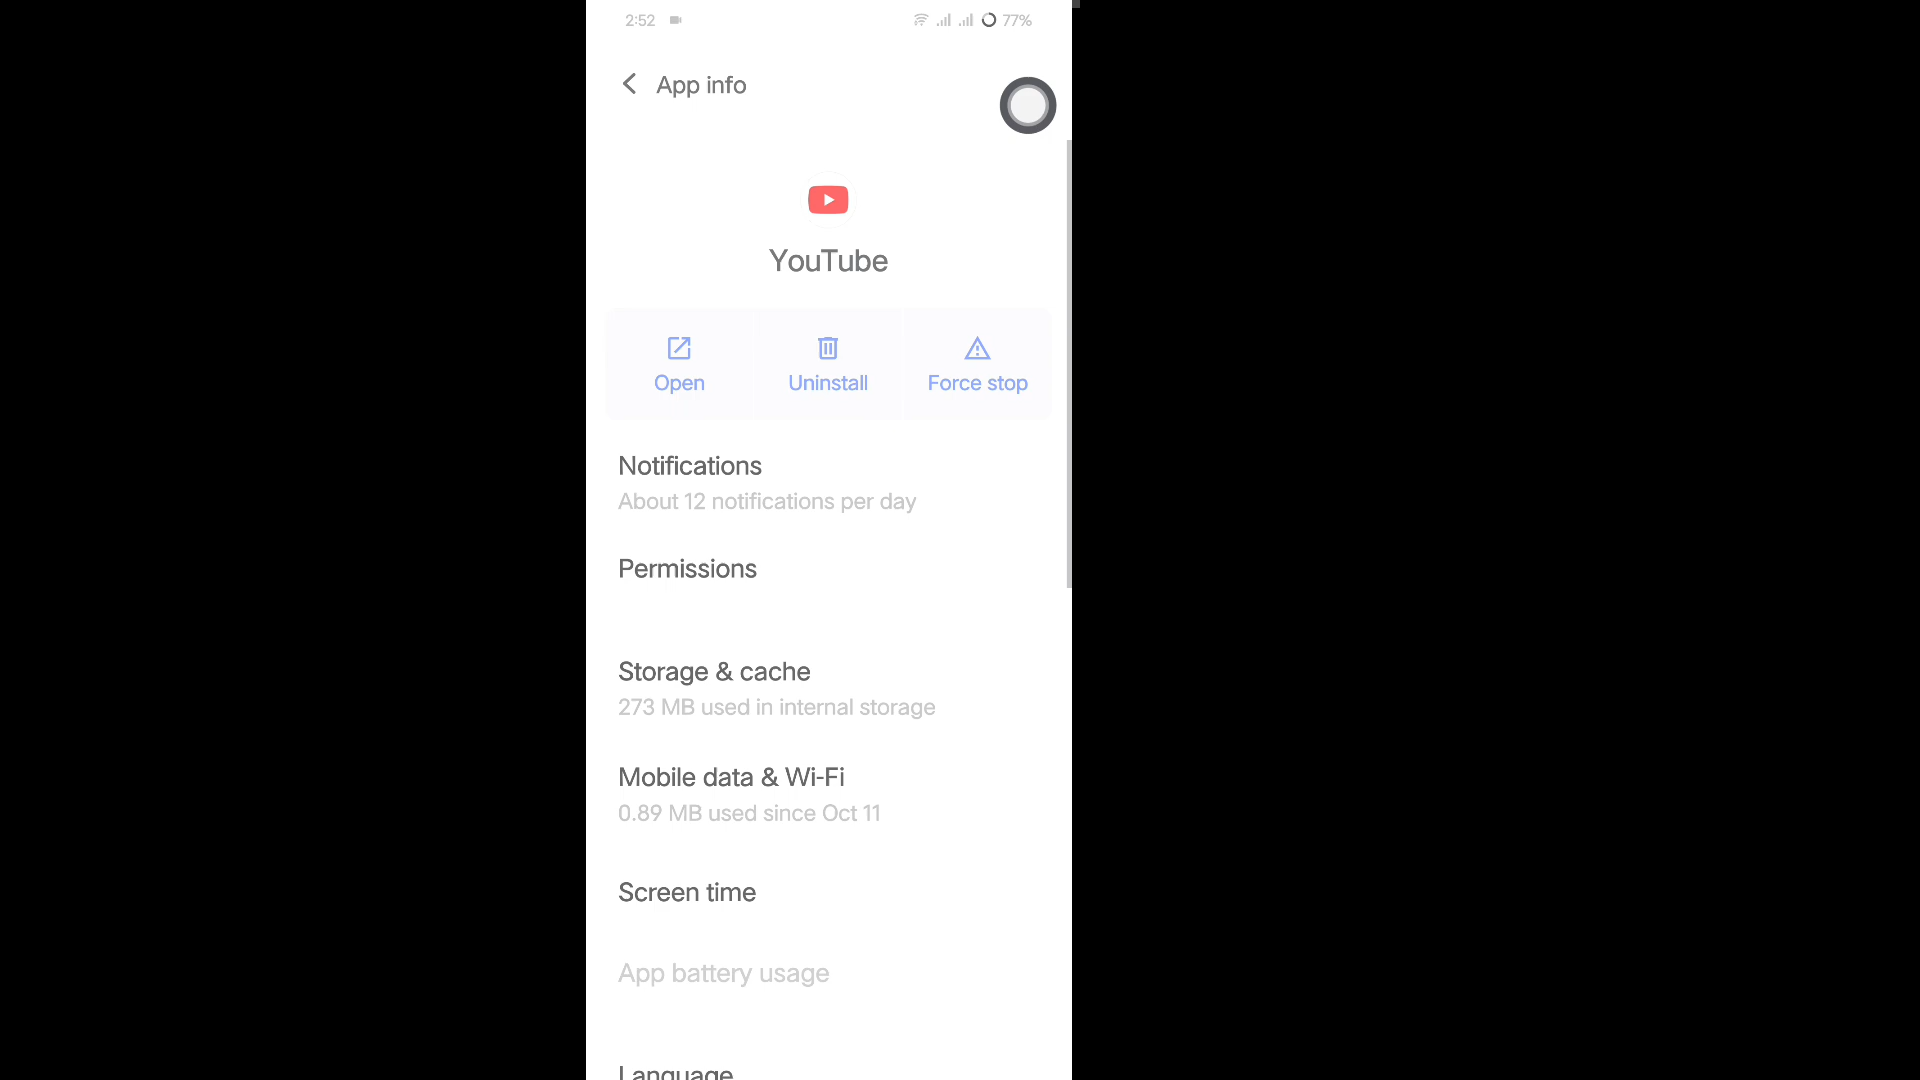 2:52 77%
App info
YouTube
Open Uninstall Force stop
Notifications
About 12 notifications per day
Permissions
Storage & cache
273 MB used in internal storage
Mobile data & Wi-Fi
0.89 MB used since Oct 11
Screen time
App battery usage
Language